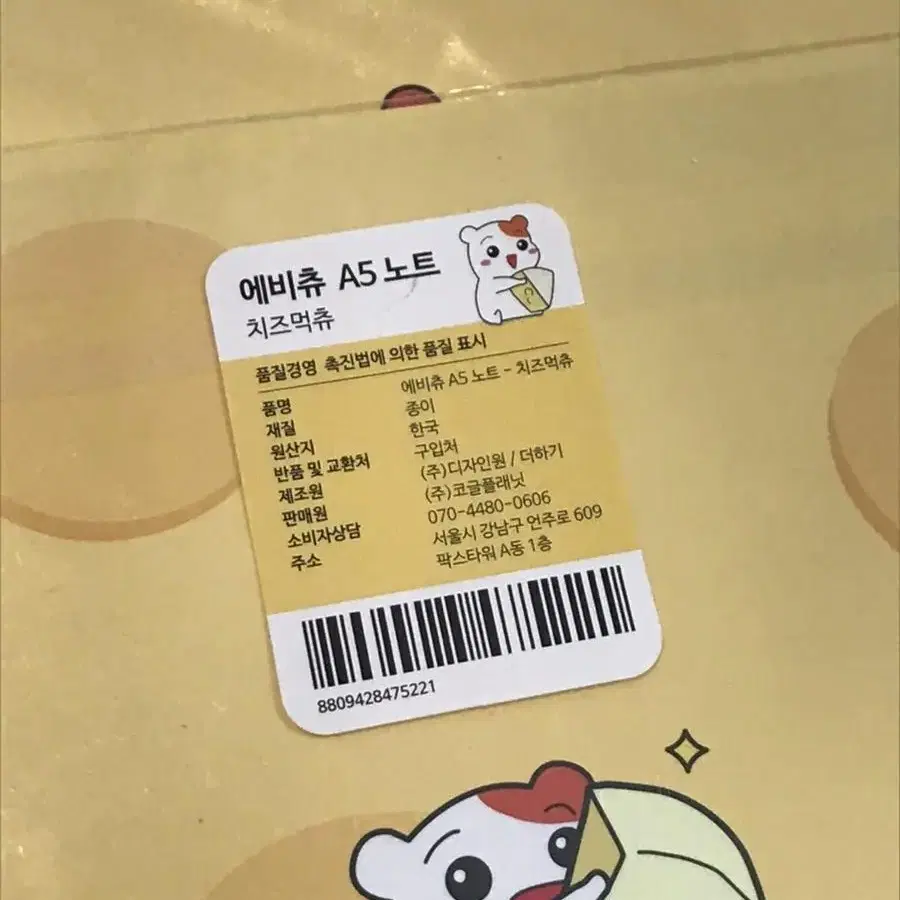 에비츄 A5 노트
치즈먹츄
품질경영 촉진법에 의한 품질 표시
품명 에비츄 A5 노트 - 치즈먹츄
재질 종이
원산지 한국
반품 및 교환처 구입처
제조원 (주)디자인원 / 더하기
판매원 (주)코글플래닛
소비자상담 070-4480-0606
주소 서울시 강남구 언주로 609
팍스타워 A동 1층
8809428475221